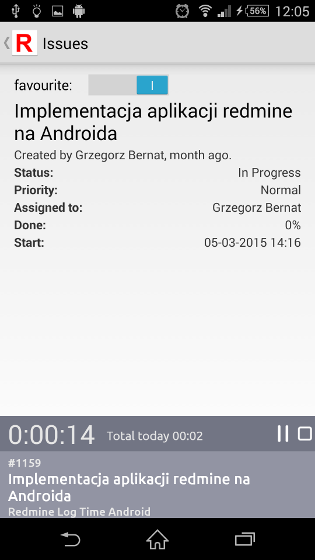 56% 12:05
R Issues
favourite:
Implementacja aplikacji redmine
na Androida
Created by Grzegorz Bernat, month ago.
Status: In Progress
Priority: Normal
Assigned to: Grzegorz Bernat
Done: 0%
Start: 05-03-2015 14:16
0:00:14 Total today 00:02
#1159
Implementacja aplikacji redmine na
Androida
Redmine Log Time Android